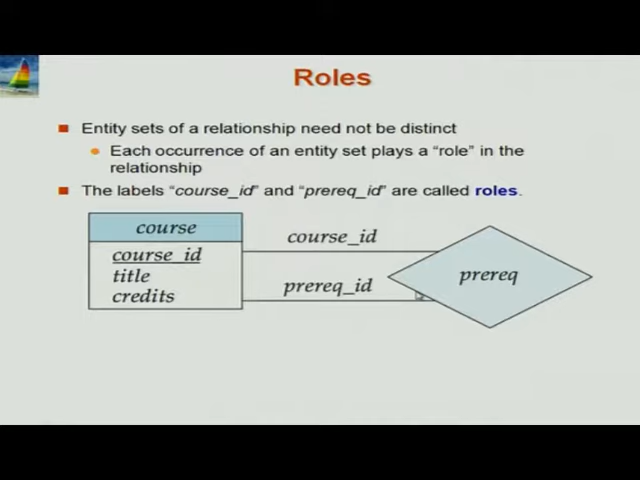 Roles
Entity sets of a relationship need not be distinct
Each occurrence of an entity set plays a “role” in the
relationship
The labels “course_id” and “prereq_id” are called roles.
course
course_id
title
credits
course_id
prereq_id
prereq